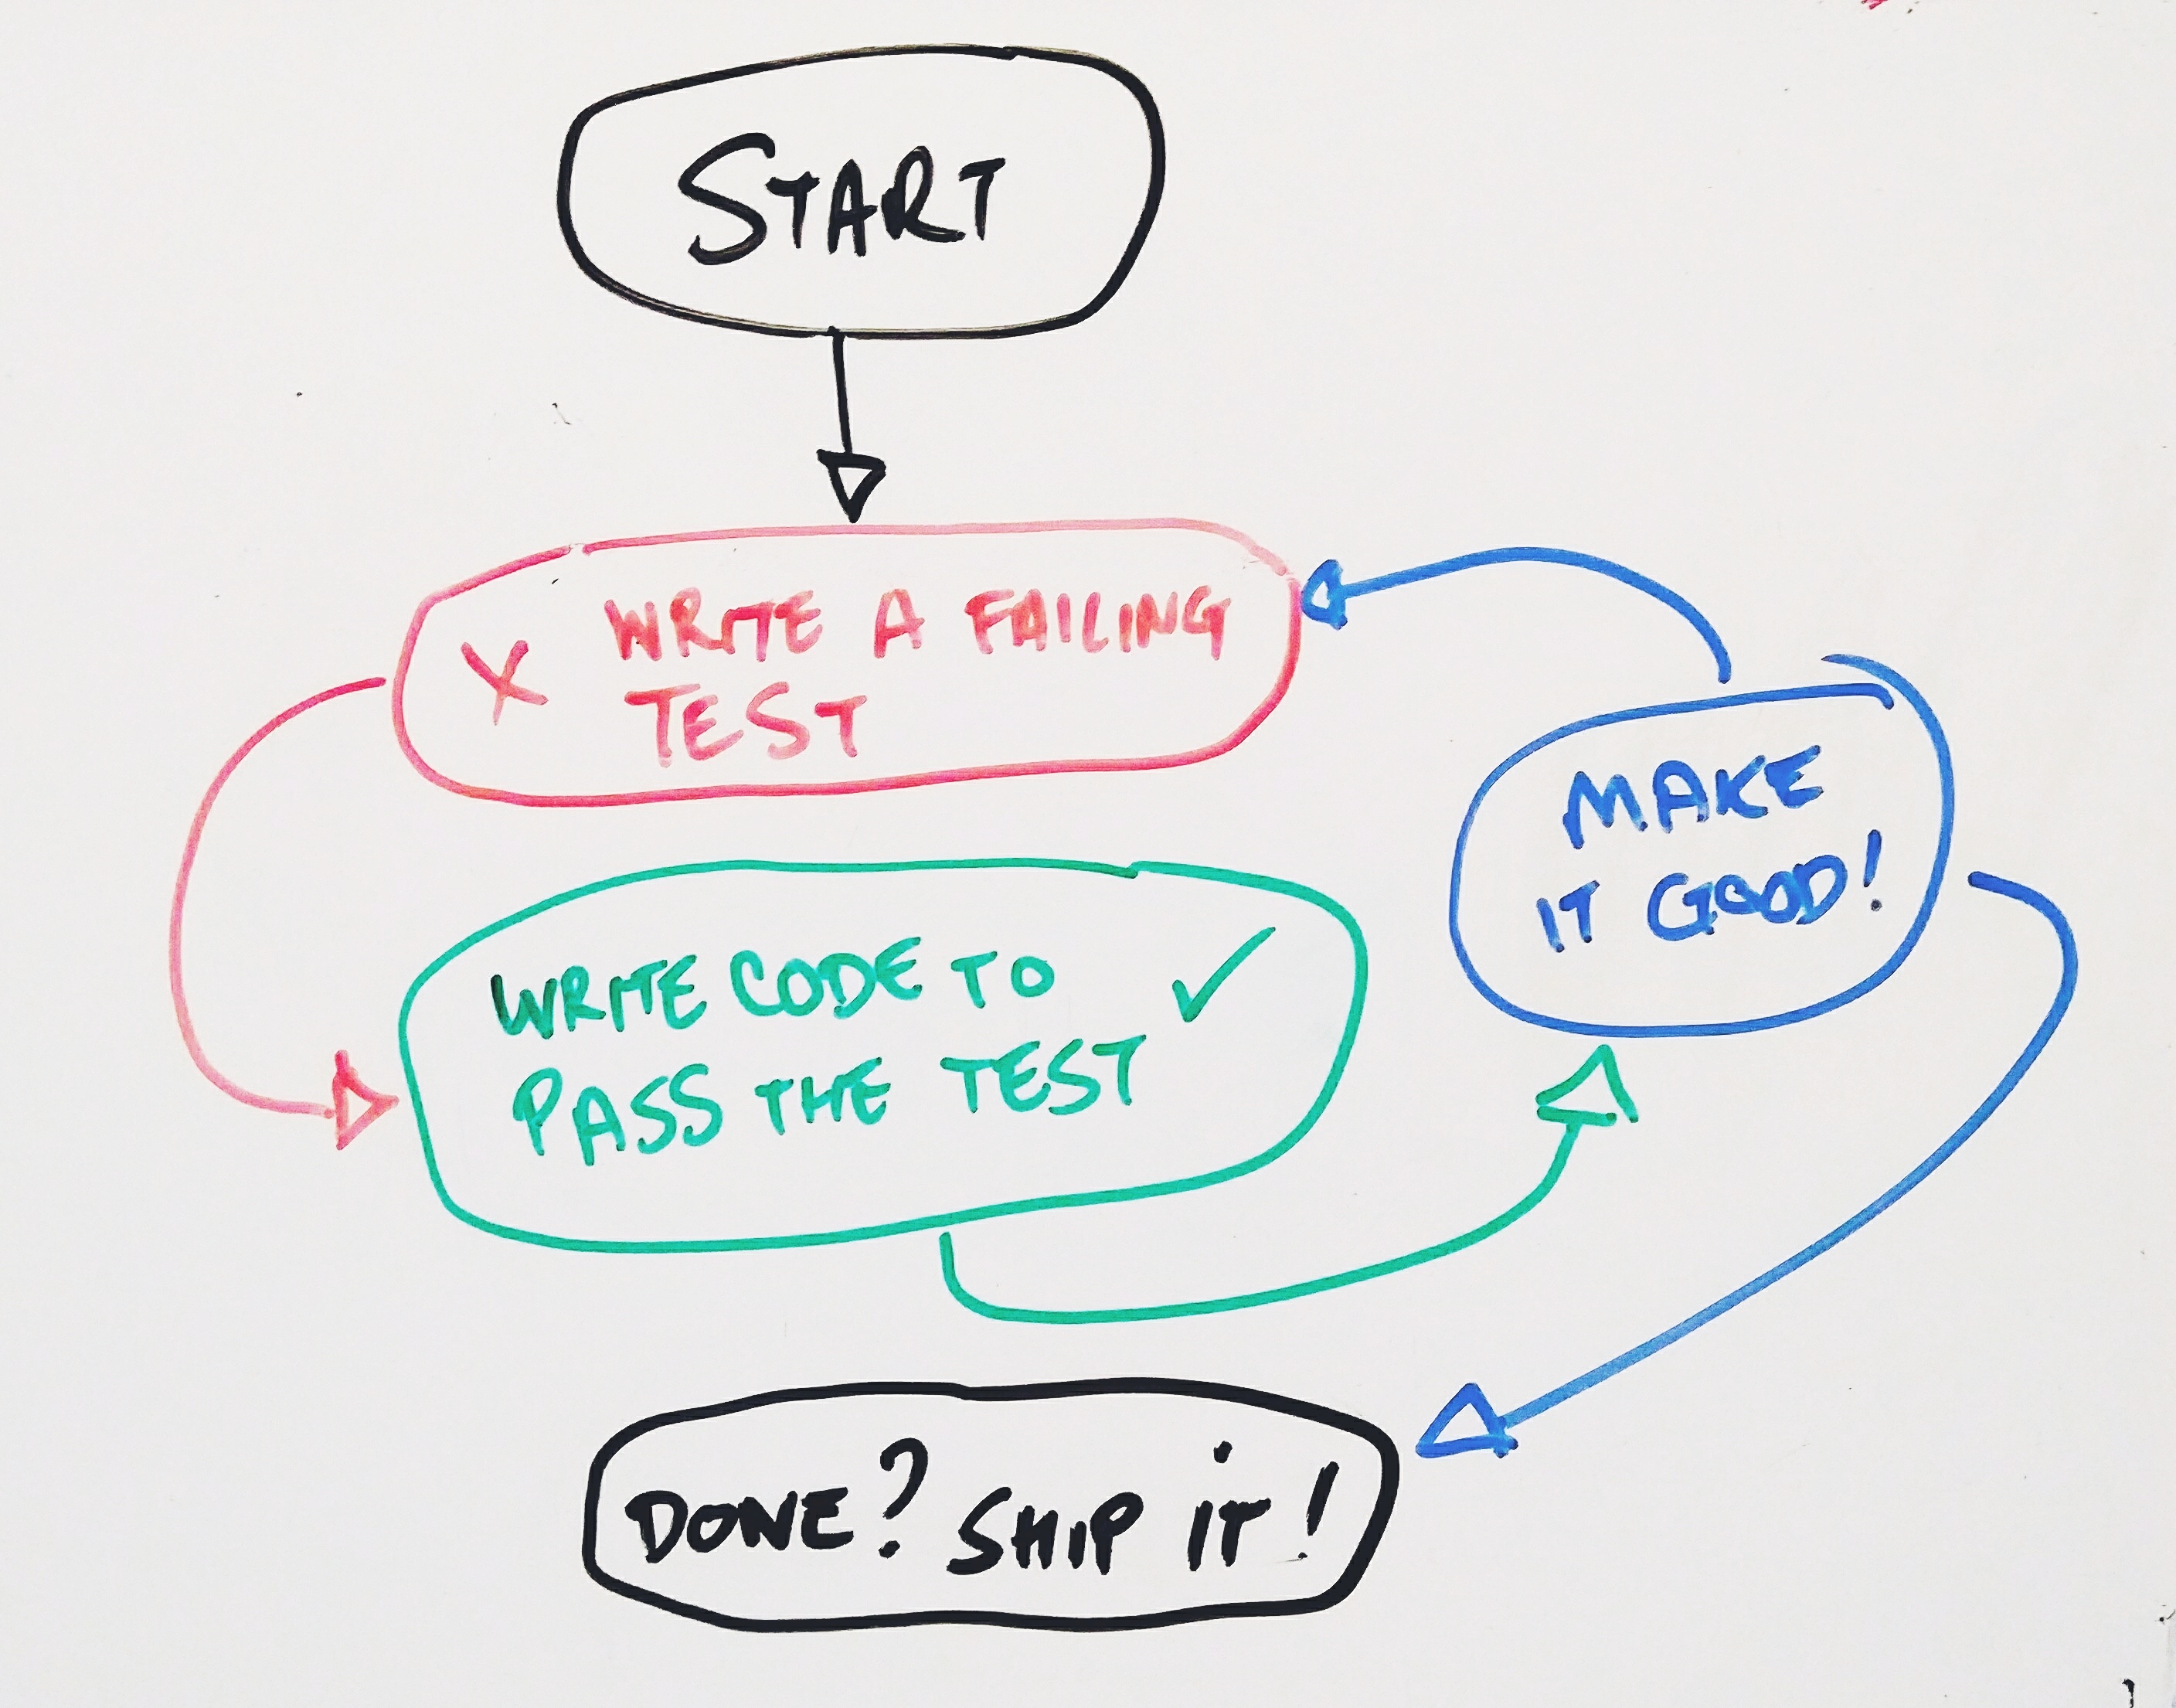 START
X WRITE A FAILING
TEST
MAKE
IT GOOD!
WRITE CODE TO ✓
PASS THE TEST
DONE? SHIP iT!